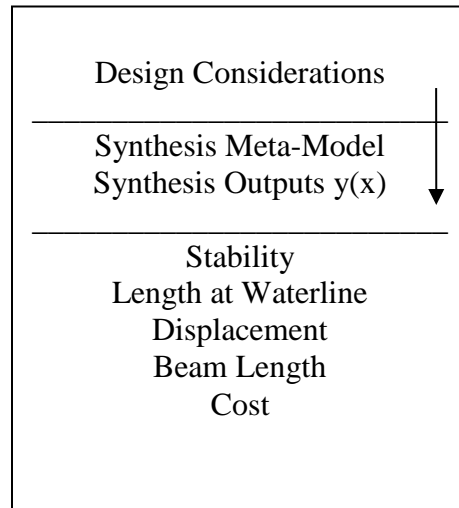 Design Considerations
Synthesis Meta-Model
Synthesis Outputs y(x)
Stability
Length at Waterline
Displacement
Beam Length
Cost